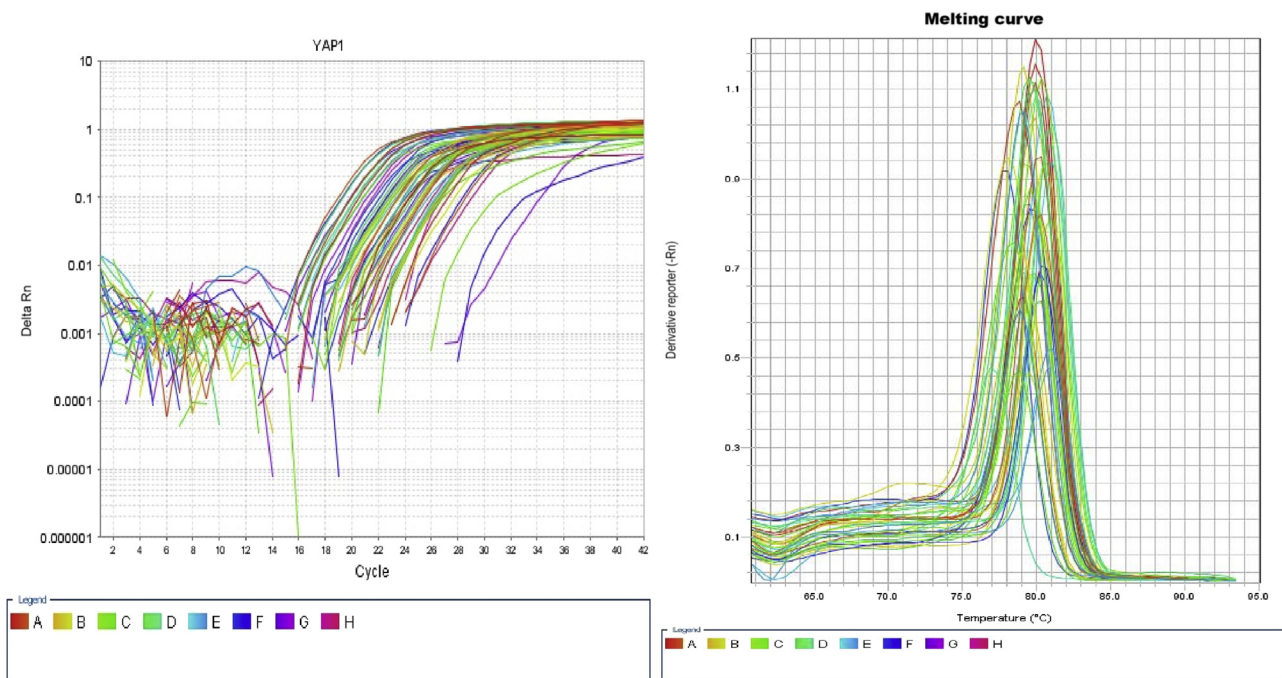 YAP1
10
1
0.1
0.01
0.001
0.0001
0.00001
0.000001
Delta Rn
2 4 6 8 10 12 14 16 18 20 22 24 26 28 30 32 34 36 38 40 42
Cycle
Legend
A B C D E F G H
Melting curve
1.1
0.9
0.7
0.5
0.3
0.1
Derivative reporter (-Rn)
65.0 70.0 75.0 80.0 85.0 90.0 95.0
Temperature (°C)
Legend
A B C D E F G H